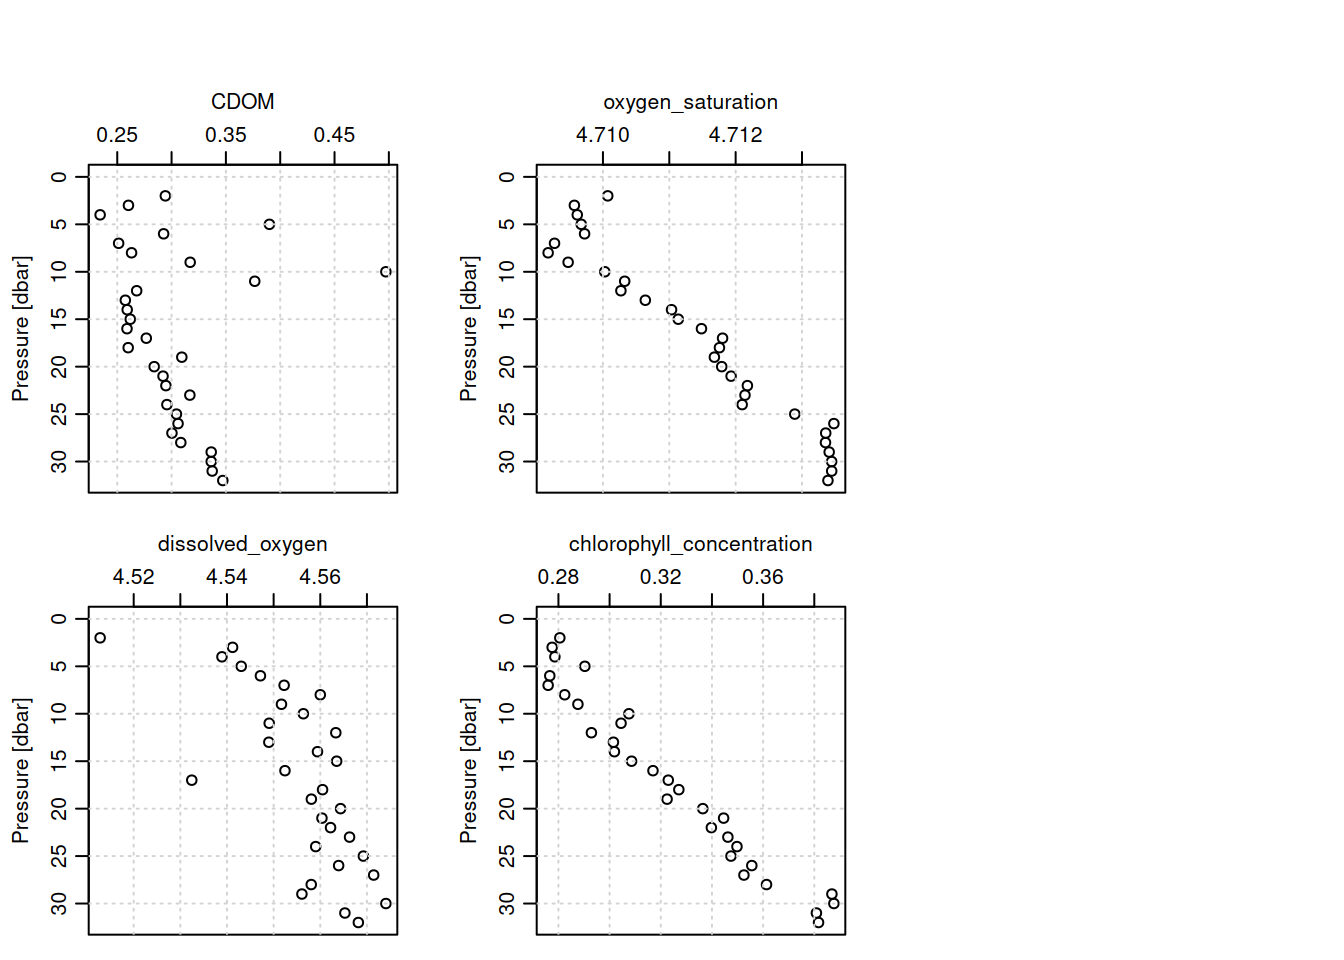 CDOM
0.25 0.35 0.45
0 5 10 15 20 25 30
Pressure [dbar]
oxygen_saturation
4.710 4.712
0 5 10 15 20 25 30
Pressure [dbar]
dissolved_oxygen
4.52 4.54 4.56
0 5 10 15 20 25 30
Pressure [dbar]
chlorophyll_concentration
0.28 0.32 0.36
0 5 10 15 20 25 30
Pressure [dbar]